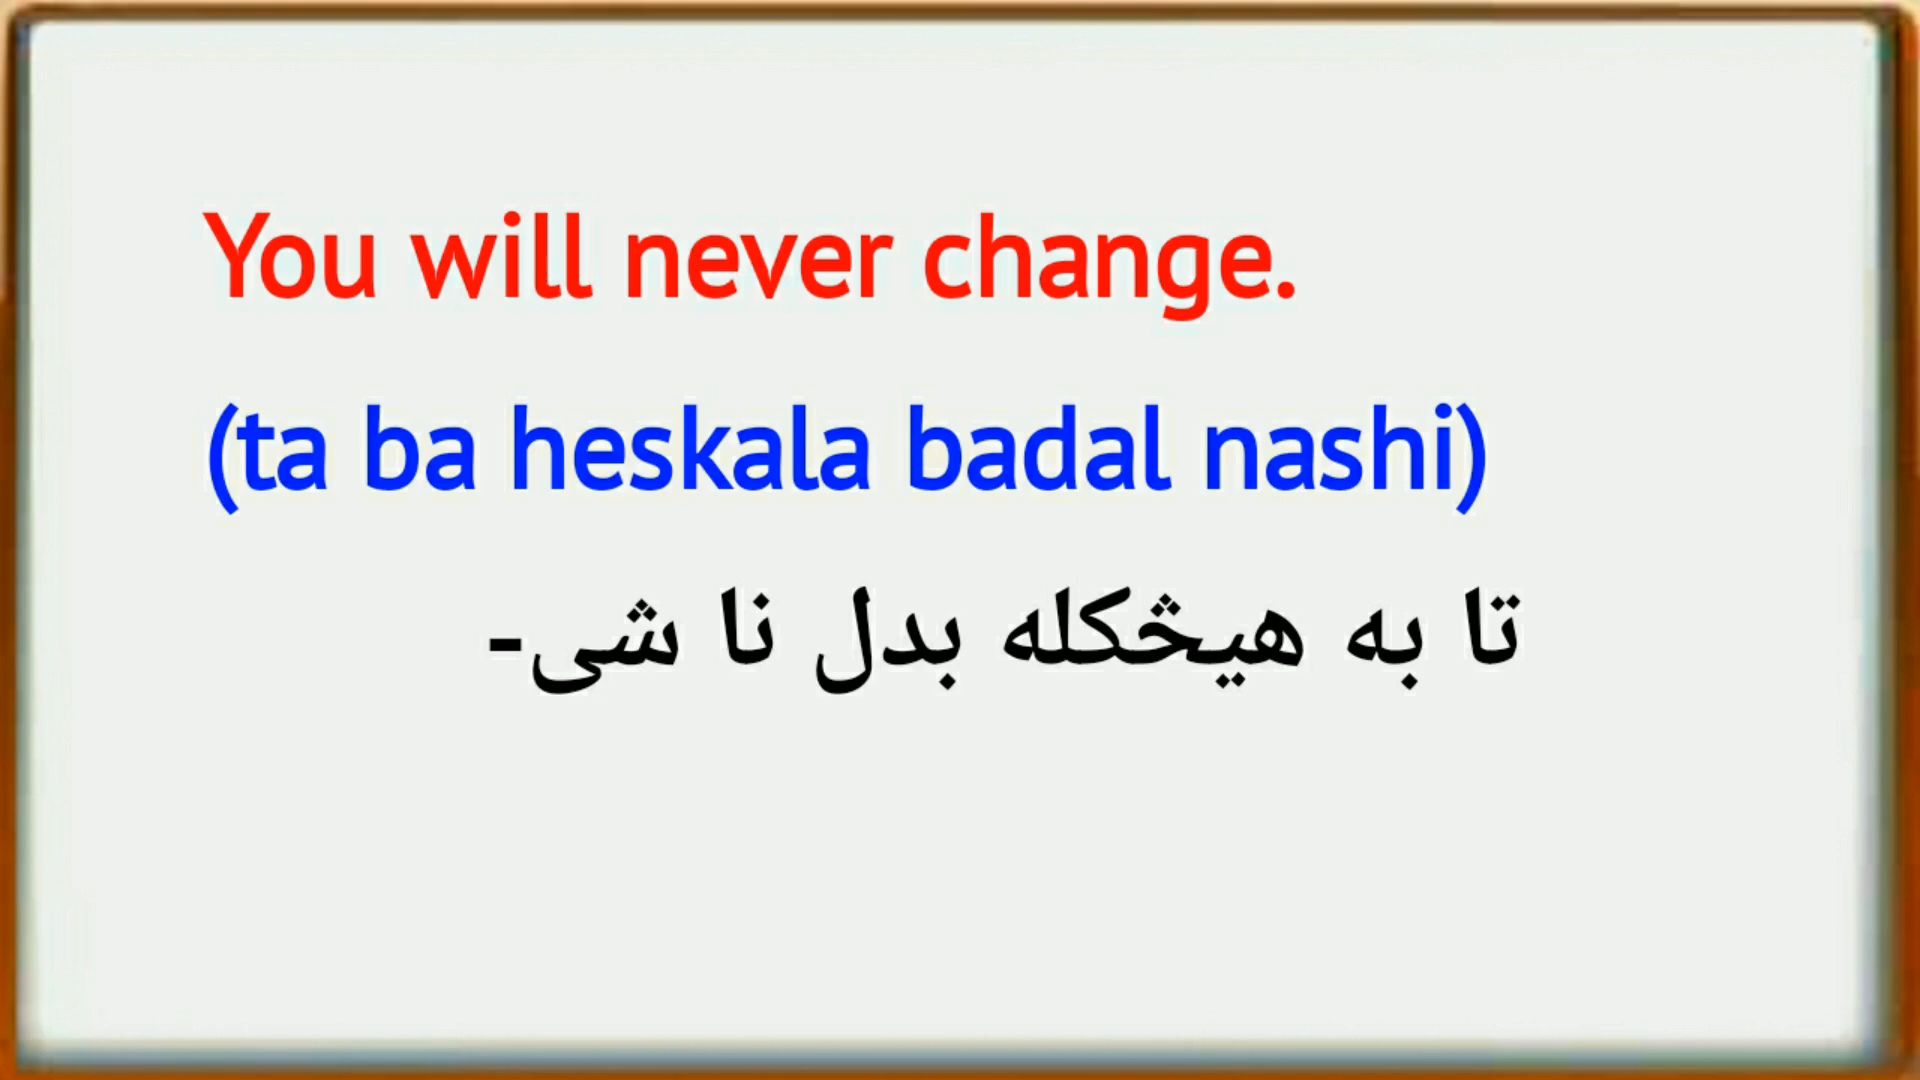 You will never change.
(ta ba heskala badal nashi)
تا به هیڅکله بدل نا شی-